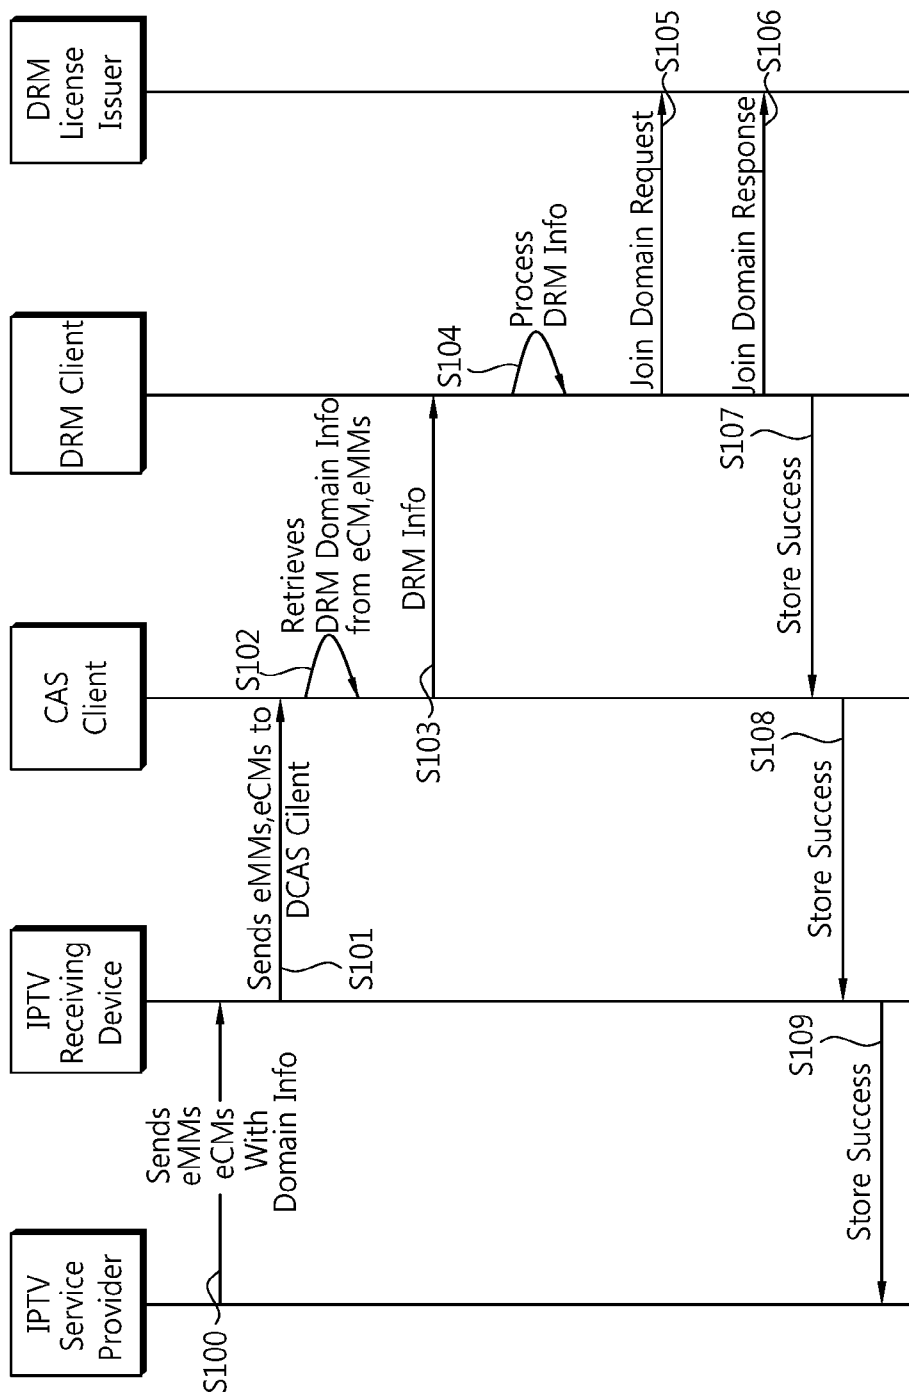 IPTV
Service
Provider
IPTV
Receiving
Device
CAS
Client
DRM Client
DRM
License
Issuer
S100
Sends
eMMs
eCMs
With
Domain Info
Sends eMMs,eCMs to
DCAS Cilent
S101
S102
Retrieves
DRM Domain Info
from eCM,eMMs
S103
DRM Info
S104
Process
DRM Info
Join Domain Request
S105
Join Domain Response
S106
S107
Store Success
S108
Store Success
S109
Store Success